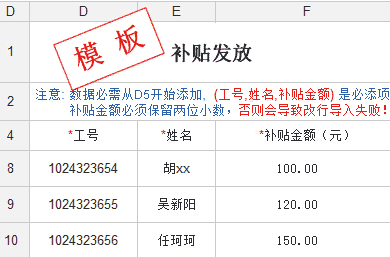 D D E F
1 模板 补贴发放
2 注意: 数据必需从D5开始添加, (工号,姓名,补贴金额) 是必添项
补贴金额必须保留两位小数, 否则会导致改行导入失败!
4 *工号 *姓名 *补贴金额（元）
8 1024323654 胡xx 100.00
9 1024323655 吴新阳 120.00
10 1024323656 任珂珂 150.00